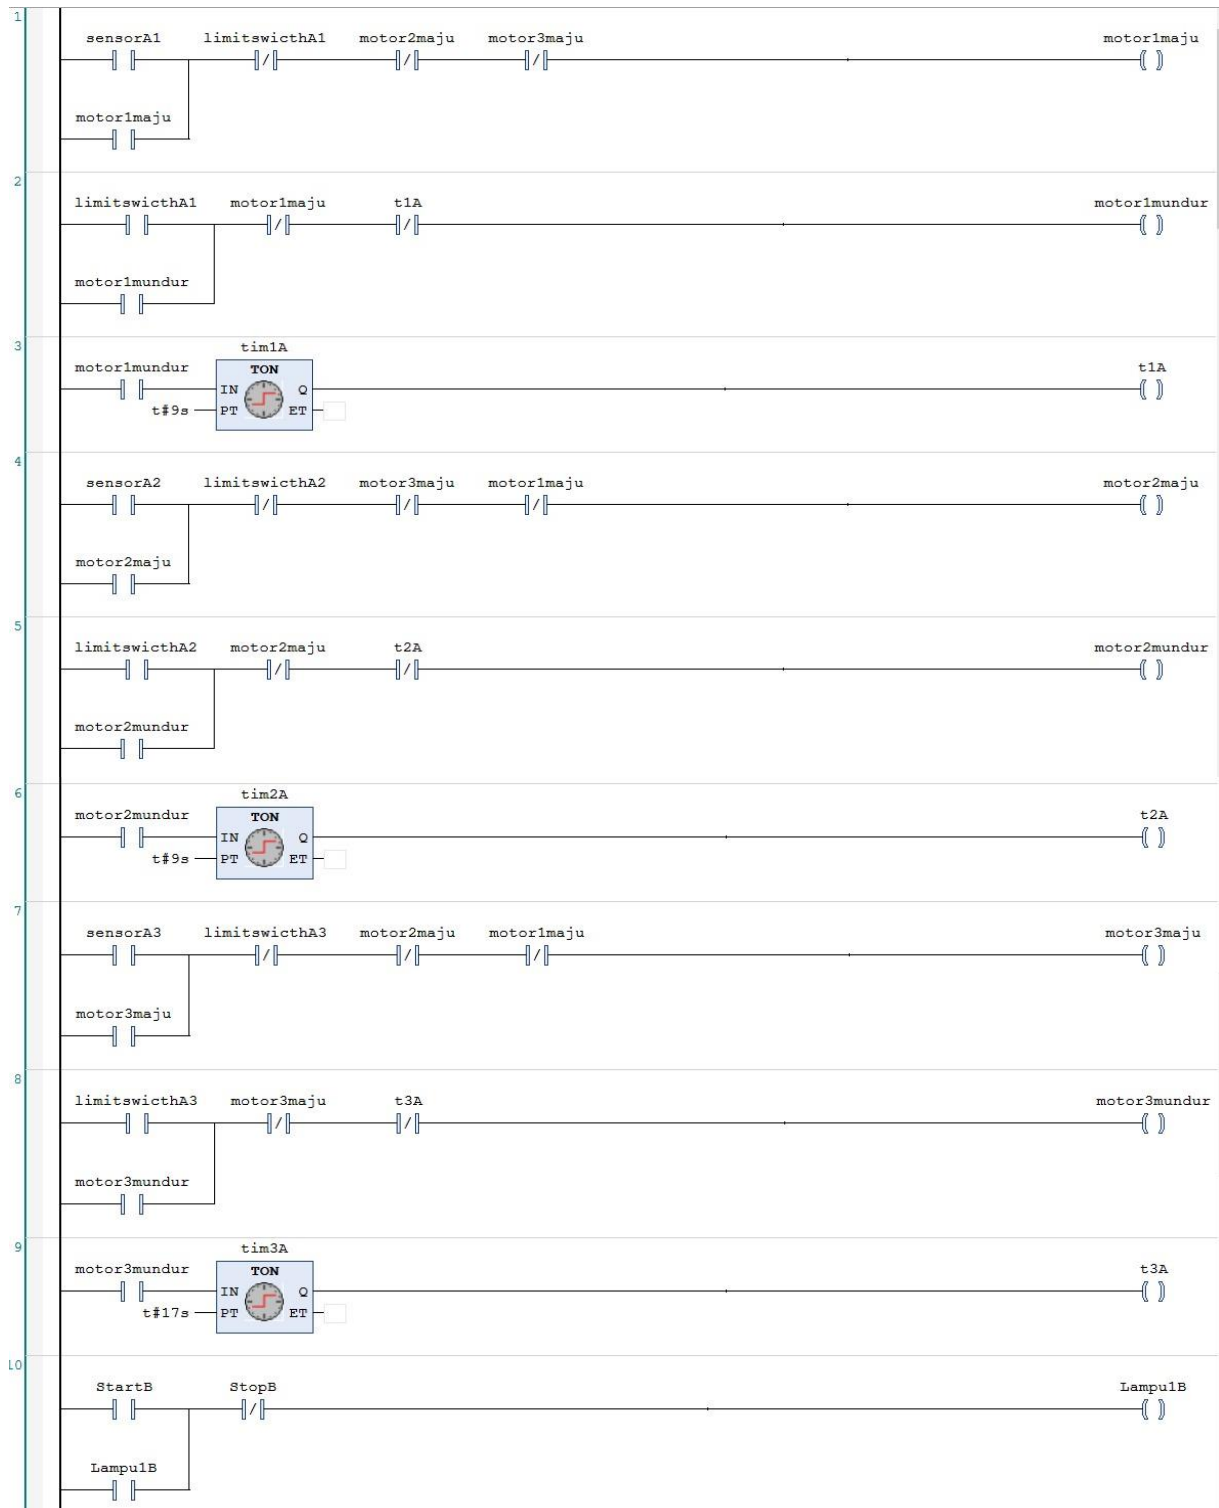 1
sensorA1 limitswicthA1 motor2maju motor3maju motor1maju
motor1maju
2
limitswicthA1 motor1maju t1A motor1mundur
motor1mundur
3
tim1A
motor1mundur TON t1A
IN Q
t#9s PT ET
4
sensorA2 limitswicthA2 motor3maju motor1maju motor2maju
motor2maju
5
limitswicthA2 motor2maju t2A motor2mundur
motor2mundur
6
tim2A
motor2mundur TON t2A
IN Q
t#9s PT ET
7
sensorA3 limitswicthA3 motor2maju motor1maju motor3maju
motor3maju
8
limitswicthA3 motor3maju t3A motor3mundur
motor3mundur
9
tim3A
motor3mundur TON t3A
IN Q
t#17s PT ET
10
StartB StopB Lampu1B
Lampu1B